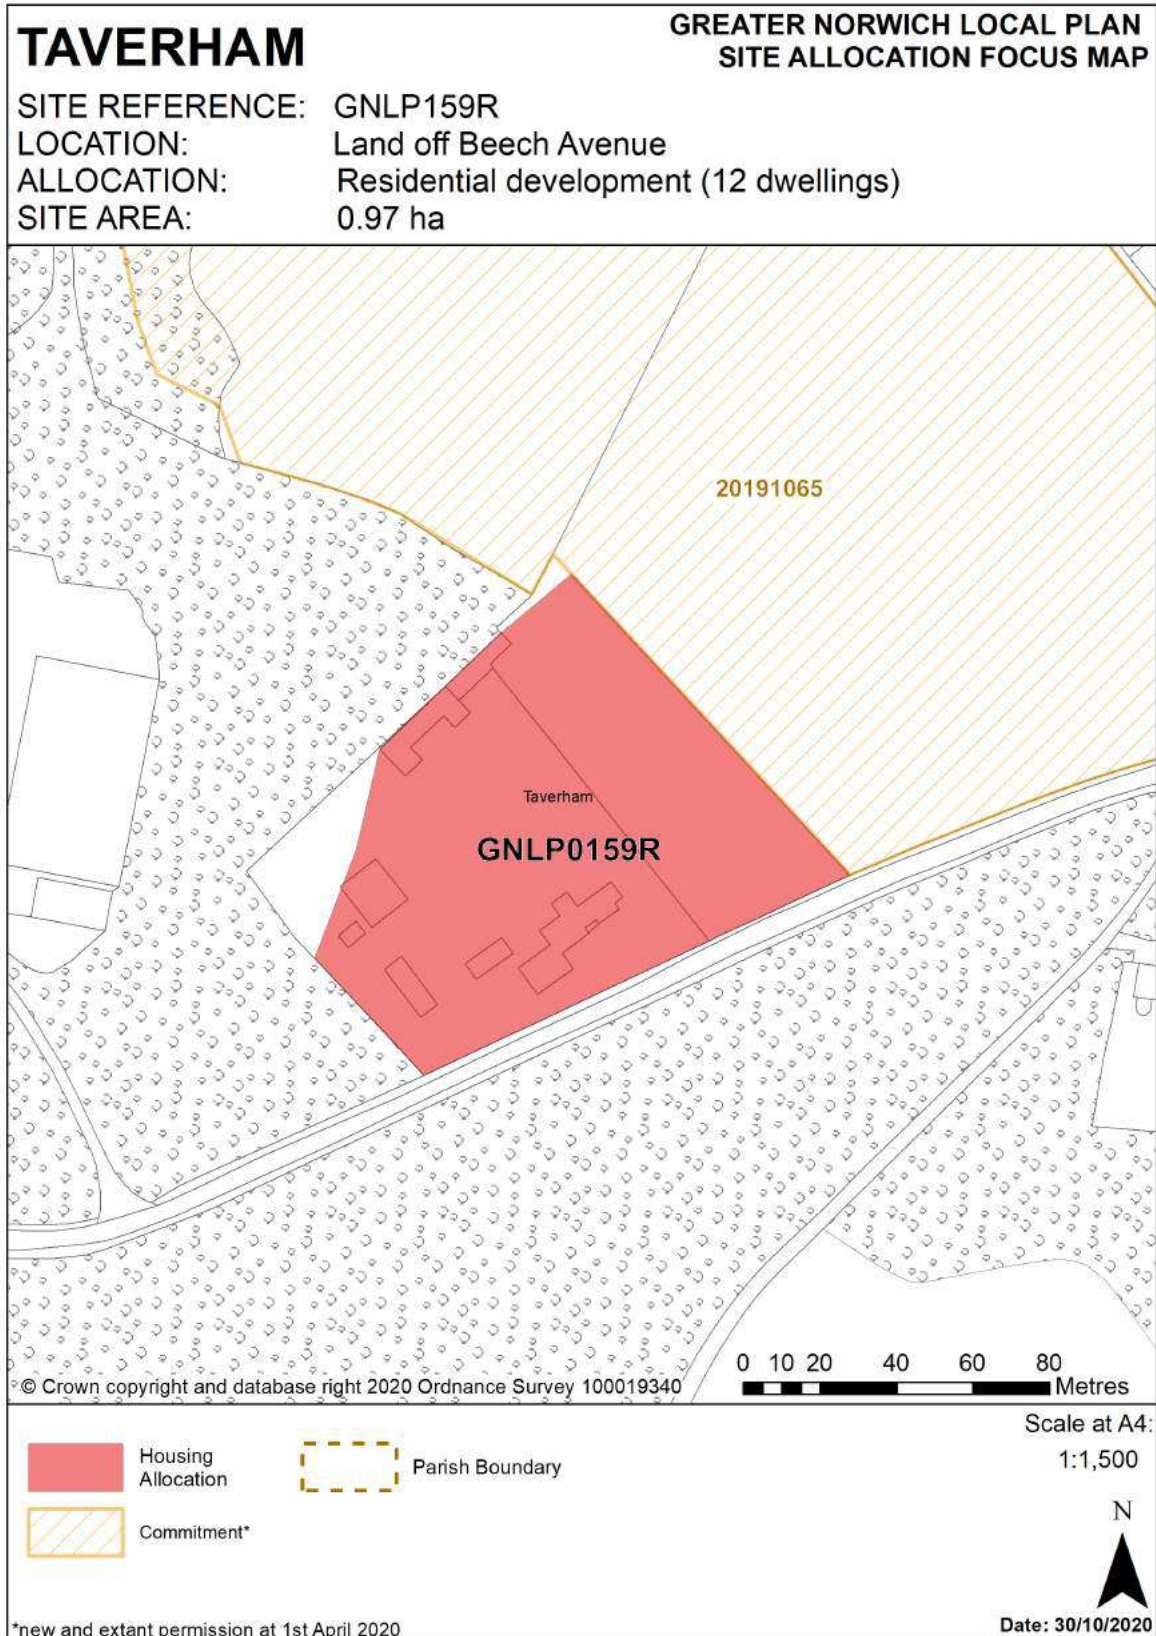 TAVERHAM
GREATER NORWICH LOCAL PLAN
SITE ALLOCATION FOCUS MAP
SITE REFERENCE: GNLP159R
LOCATION: Land off Beech Avenue
ALLOCATION: Residential development (12 dwellings)
SITE AREA: 0.97 ha
20191065
Taverham
GNLP0159R
0 10 20 40 60 80
Metres
© Crown copyright and database right 2020 Ordnance Survey 100019340
Housing
Allocation
Parish Boundary
Commitment*
Scale at A4:
1:1,500
N
*new and extant permission at 1st April 2020
Date: 30/10/2020